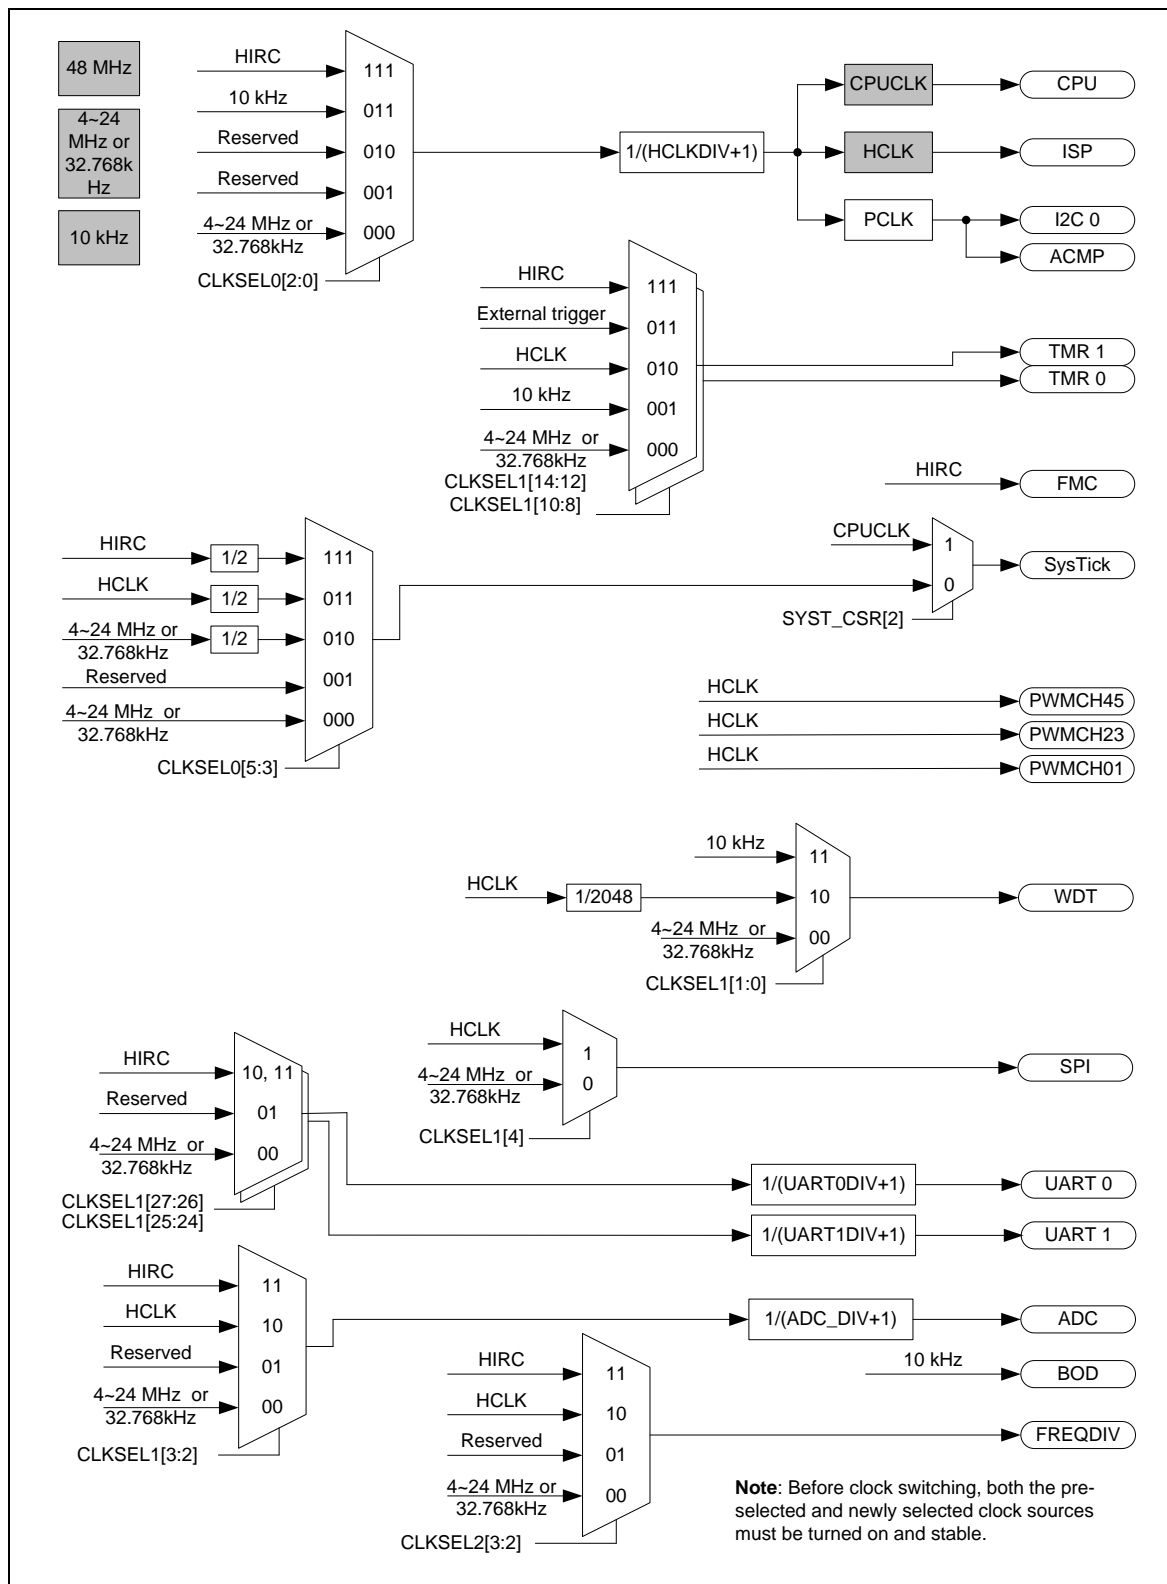 48 MHz
4~24
MHz or
32.768k
Hz
10 kHz
HIRC
10 kHz
Reserved
Reserved
4~24 MHz or
32.768kHz
111
011
010
001
000
CLKSEL0[2:0]
1/(HCLKDIV+1)
CPUCLK
CPU
HCLK
ISP
PCLK
I2C 0
ACMP
HIRC
External trigger
HCLK
10 kHz
4~24 MHz or
32.768kHz
111
011
010
001
000
CLKSEL1[14:12]
CLKSEL1[10:8]
TMR 1
TMR 0
HIRC
FMC
HIRC
1/2
HCLK
1/2
4~24 MHz or
32.768kHz
1/2
Reserved
4~24 MHz or
32.768kHz
111
011
010
001
000
CLKSEL0[5:3]
CPUCLK
1
0
SYST_CSR[2]
SysTick
HCLK
PWMCH45
HCLK
PWMCH23
HCLK
PWMCH01
10 kHz
HCLK
1/2048
4~24 MHz or
32.768kHz
11
10
00
CLKSEL1[1:0]
WDT
HCLK
4~24 MHz or
32.768kHz
1
0
CLKSEL1[4]
SPI
HIRC
Reserved
4~24 MHz or
32.768kHz
10, 11
01
00
CLKSEL1[27:26]
CLKSEL1[25:24]
1/(UART0DIV+1)
UART 0
1/(UART1DIV+1)
UART 1
HIRC
HCLK
Reserved
4~24 MHz or
32.768kHz
11
10
01
00
CLKSEL1[3:2]
1/(ADC_DIV+1)
ADC
10 kHz
BOD
HIRC
HCLK
Reserved
4~24 MHz or
32.768kHz
11
10
01
00
CLKSEL2[3:2]
FREQDIV
Note: Before clock switching, both the pre-
selected and newly selected clock sources
must be turned on and stable.